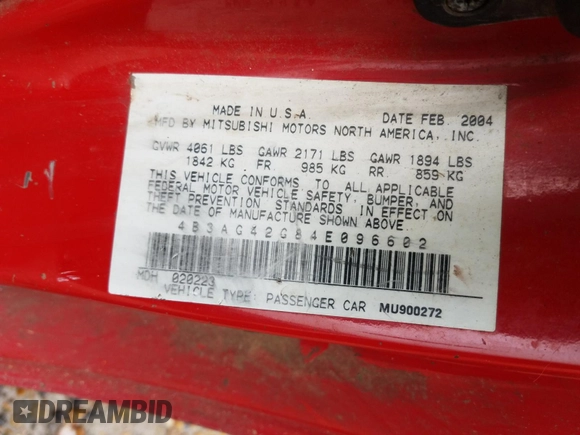 MADE IN U.S.A. DATE FEB. 2004
MFD BY MITSUBISHI MOTORS NORTH AMERICA, INC.
GVWR 4061 LBS GAWR 2171 LBS GAWR 1894 LBS
1842 KG FR 985 KG RR 859 KG
THIS VEHICLE CONFORMS TO ALL APPLICABLE
FEDERAL MOTOR VEHICLE SAFETY, BUMPER, AND
THEFT PREVENTION STANDARDS IN EFFECT ON
THE DATE OF MANUFACTURE SHOWN ABOVE.
4B3AG42G84E096602
MDH 020223
VEHICLE TYPE: PASSENGER CAR MU900272
DREAMBID